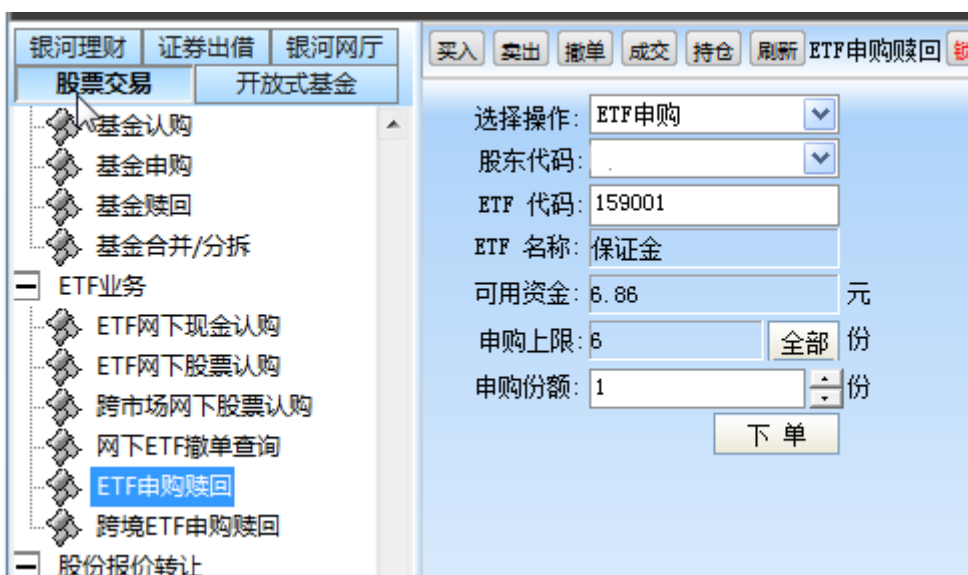 银河理财 证券出借 银河网厅
股票交易 开放式基金
基金认购
基金申购
基金赎回
基金合并/分拆
ETF业务
ETF网下现金认购
ETF网下股票认购
跨市场网下股票认购
网下ETF撤单查询
ETF申购赎回
跨境ETF申购赎回
股份报价转让
买入 卖出 撤单 成交 持仓 刷新 ETF申购赎回
选择操作: ETF申购
股东代码:
ETF 代码: 159001
ETF 名称: 保证金
可用资金: 6.86 元
申购上限: 6 全部 份
申购份额: 1 份
下 单